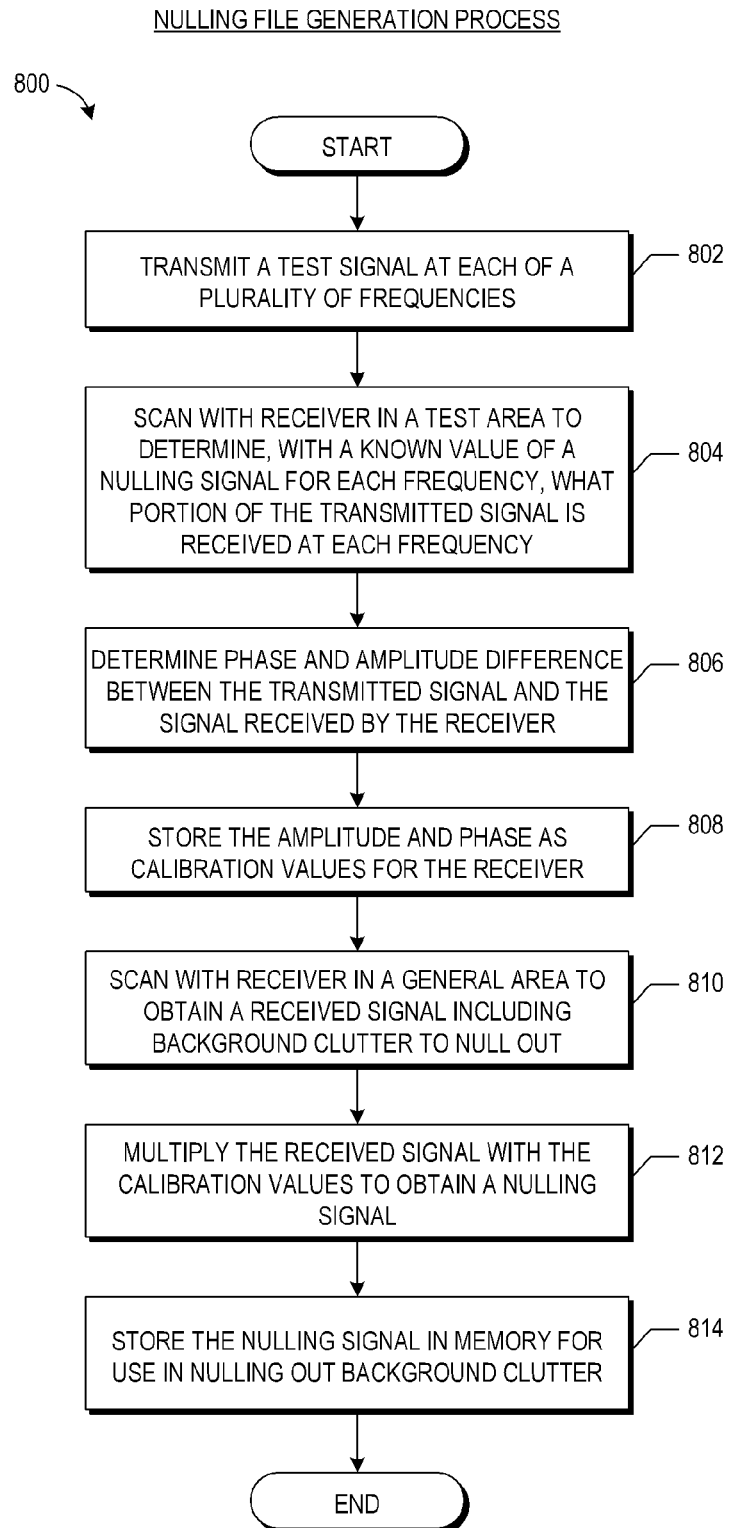 NULLING FILE GENERATION PROCESS
800
START
TRANSMIT A TEST SIGNAL AT EACH OF A
PLURALITY OF FREQUENCIES
802
SCAN WITH RECEIVER IN A TEST AREA TO
DETERMINE, WITH A KNOWN VALUE OF A
NULLING SIGNAL FOR EACH FREQUENCY, WHAT
PORTION OF THE TRANSMITTED SIGNAL IS
RECEIVED AT EACH FREQUENCY
804
DETERMINE PHASE AND AMPLITUDE DIFFERENCE
BETWEEN THE TRANSMITTED SIGNAL AND THE
SIGNAL RECEIVED BY THE RECEIVER
806
STORE THE AMPLITUDE AND PHASE AS
CALIBRATION VALUES FOR THE RECEIVER
808
SCAN WITH RECEIVER IN A GENERAL AREA TO
OBTAIN A RECEIVED SIGNAL INCLUDING
BACKGROUND CLUTTER TO NULL OUT
810
MULTIPLY THE RECEIVED SIGNAL WITH THE
CALIBRATION VALUES TO OBTAIN A NULLING
SIGNAL
812
STORE THE NULLING SIGNAL IN MEMORY FOR
USE IN NULLING OUT BACKGROUND CLUTTER
814
END